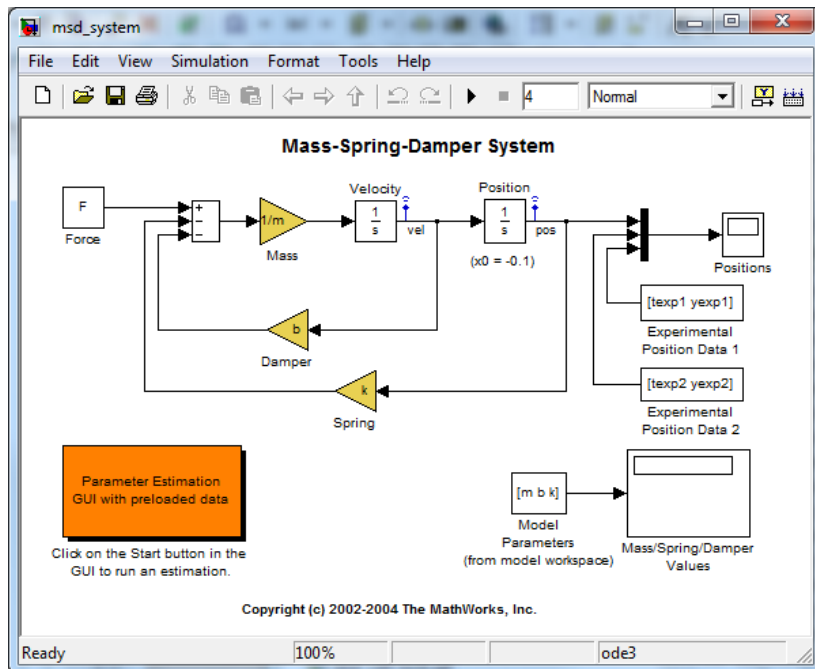 msd_system
File Edit View Simulation Format Tools Help
4 Normal
Mass-Spring-Damper System
F
Force
+
−
−
1/m
Mass
Velocity
1
s
vel
Position
1
s
pos
(x0 = -0.1)
Positions
[texp1 yexp1]
Experimental
Position Data 1
b
Damper
[texp2 yexp2]
Experimental
Position Data 2
k
Spring
Parameter Estimation
GUI with preloaded data
Click on the Start button in the
GUI to run an estimation.
[m b k]
Model
Parameters
(from model workspace)
Mass/Spring/Damper
Values
Copyright (c) 2002-2004 The MathWorks, Inc.
Ready 100% ode3